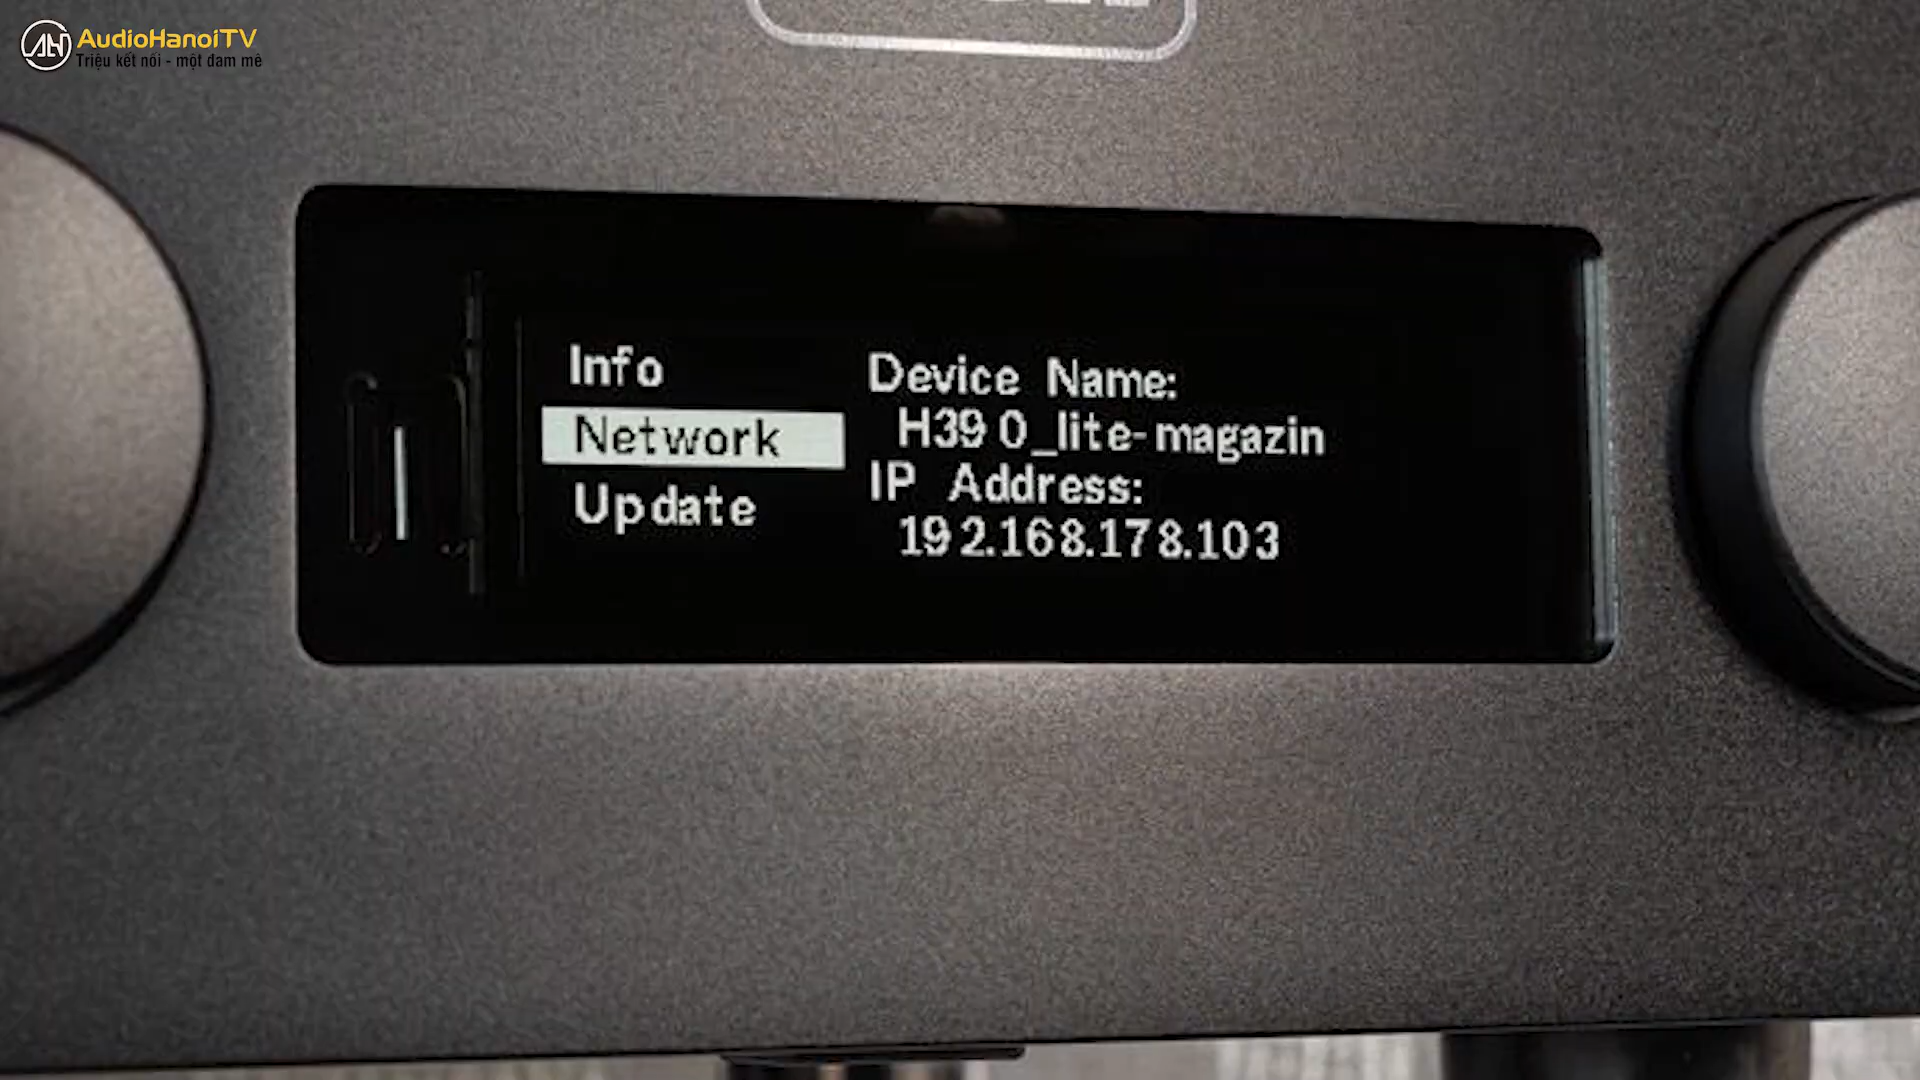 AudioHanoiTV
Triệu kết nối - một đam mê
Info
Network
Update
Device Name:
H390_lite-magazin
IP Address:
192.168.178.103